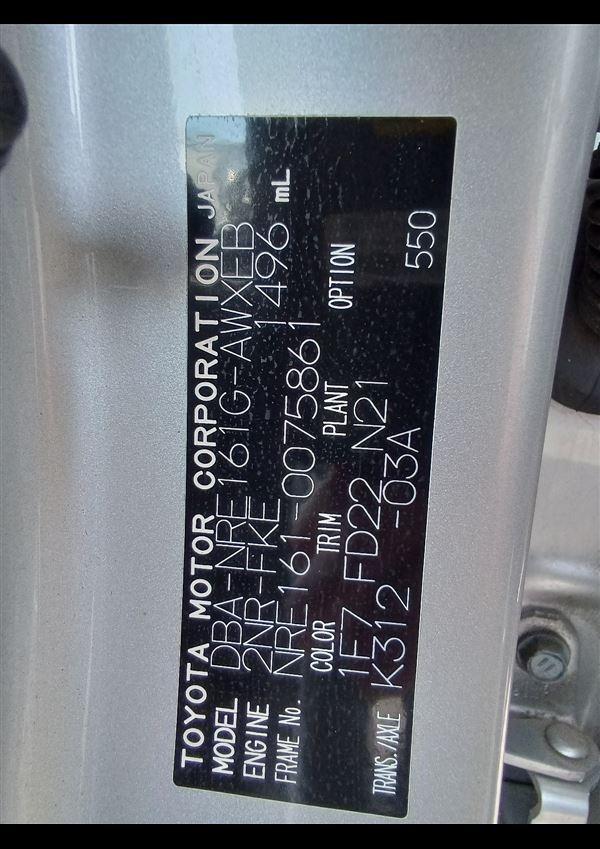 TOYOTA MOTOR CORPORATION JAPAN
MODEL DBA-NRE161G-AWXEB
ENGINE 2NR-FKE 1496 mL
FRAME No. NRE161-0075861
COLOR TRIM PLANT OPTION
1F7 FD22 N21 550
TRANS./AXLE K312 -03A